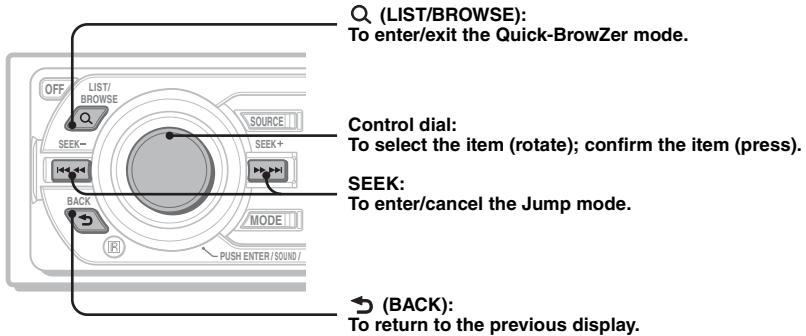 (LIST/BROWSE):
To enter/exit the Quick-BrowZer mode.
OFF
LIST/
BROWSE
SOURCE
Control dial:
To select the item (rotate); confirm the item (press).
SEEK–
SEEK+
SEEK:
To enter/cancel the Jump mode.
BACK
MODE
R
PUSH ENTER / SOUND /
(BACK):
To return to the previous display.